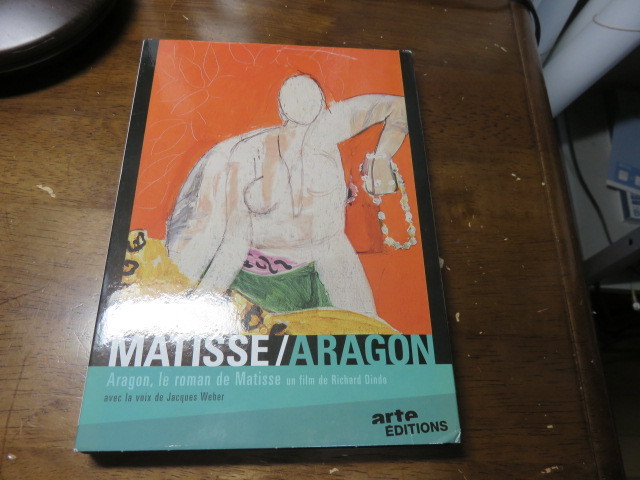 MATISSE/ARAGON
Aragon, le roman de Matisse un film de Richard Dindo
avec la voix de Jacques Weber
arte
EDITIONS